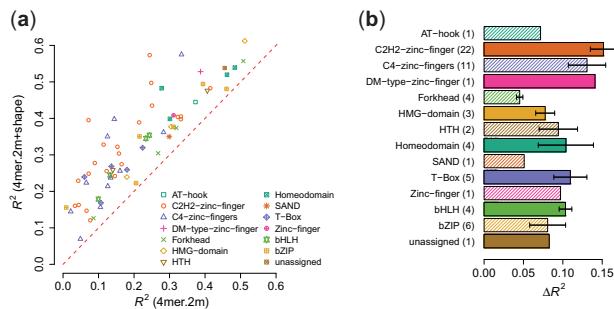 (a)
R² (4mer.2m+shape)
0.6
0.5
0.4
0.3
0.2
0.1
0.0
0.0 0.1 0.2 0.3 0.4 0.5 0.6
R² (4mer.2m)
AT-hook
C2H2-zinc-finger
C4-zinc-fingers
DM-type-zinc-finger
Forkhead
HMG-domain
HTH
Homeodomain
SAND
T-Box
Zinc-finger
bHLH
bZIP
unassigned
(b)
AT-hook (1)
C2H2-zinc-finger (22)
C4-zinc-fingers (11)
DM-type-zinc-finger (1)
Forkhead (4)
HMG-domain (3)
HTH (2)
Homeodomain (4)
SAND (1)
T-Box (5)
Zinc-finger (1)
bHLH (4)
bZIP (6)
unassigned (1)
0.00 0.05 0.10 0.15
ΔR²